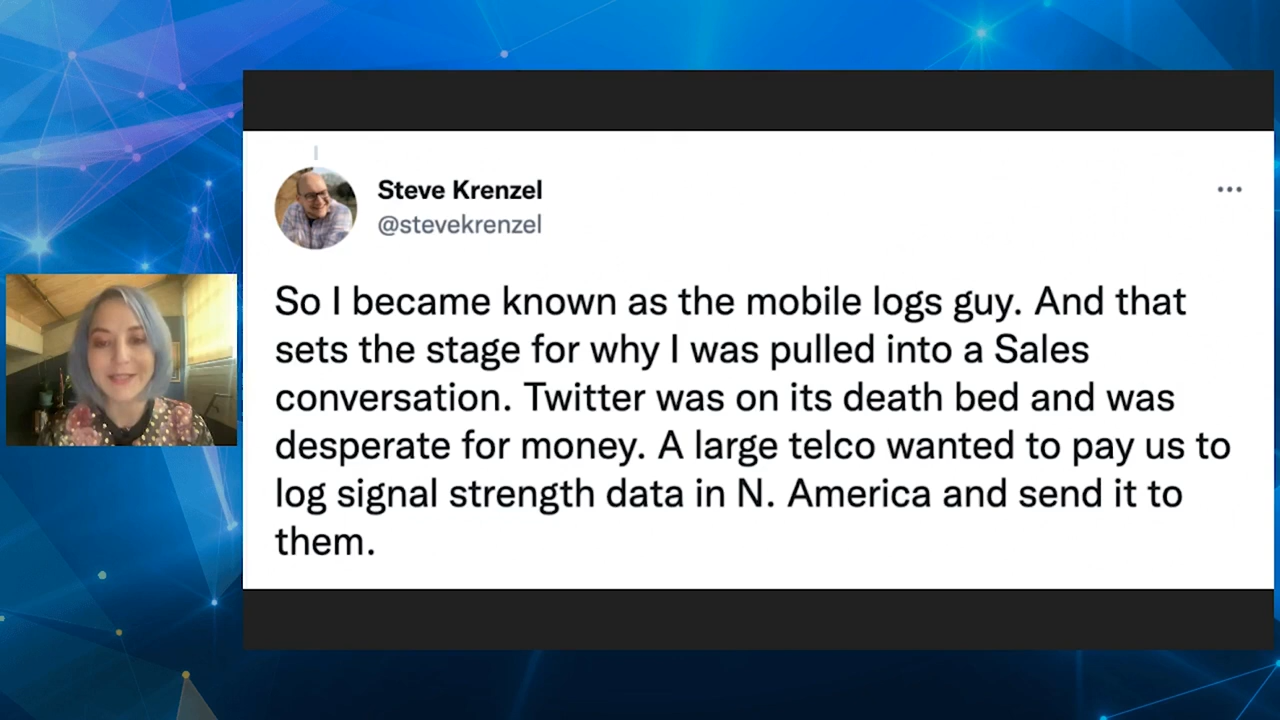 Steve Krenzel
@stevekrenzel
So I became known as the mobile logs guy. And that
sets the stage for why I was pulled into a Sales
conversation. Twitter was on its death bed and was
desperate for money. A large telco wanted to pay us to
log signal strength data in N. America and send it to
them.